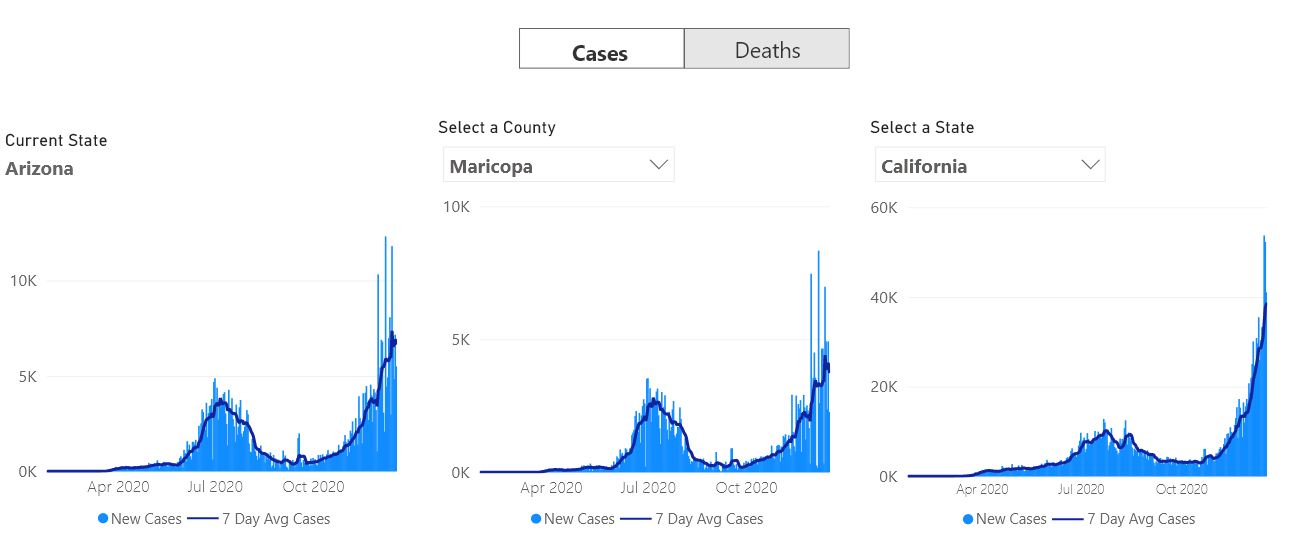 Cases
Deaths
Current State
Arizona
10K
5K
0K
Apr 2020
Jul 2020
Oct 2020
New Cases
7 Day Avg Cases
Select a County
Maricopa
10K
5K
0K
Apr 2020
Jul 2020
Oct 2020
New Cases
7 Day Avg Cases
Select a State
California
60K
40K
20K
0K
Apr 2020
Jul 2020
Oct 2020
New Cases
7 Day Avg Cases